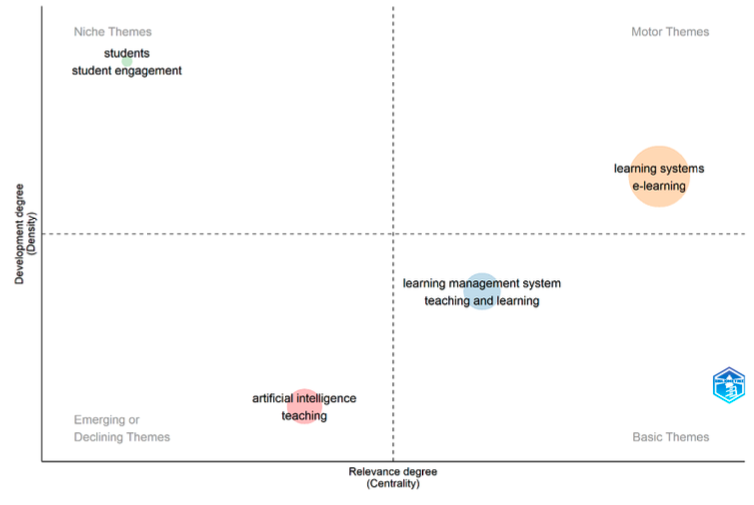 Niche Themes
Motor Themes
students
student engagement
learning systems
e-learning
Development degree
(Density)
learning management system
teaching and learning
artificial intelligence
teaching
Emerging or
Declining Themes
Basic Themes
Relevance degree
(Centrality)